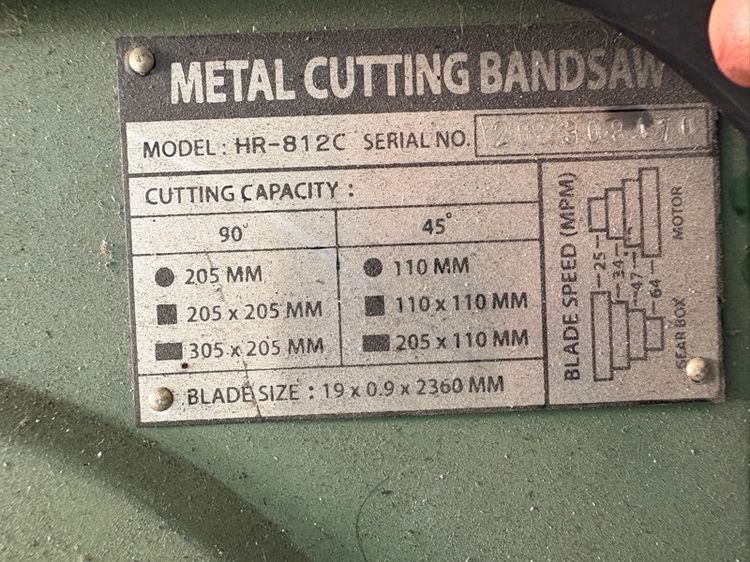 METAL CUTTING BANDSAW
MODEL : HR-812C SERIAL NO.
CUTTING CAPACITY :
90°
45°
205 MM
110 MM
205 x 205 MM
110 x 110 MM
305 x 205 MM
205 x 110 MM
BLADE SIZE : 19 x 0.9 x 2360 MM
BLADE SPEED (MPM)
25
34
47
64
MOTOR
GEAR BOX